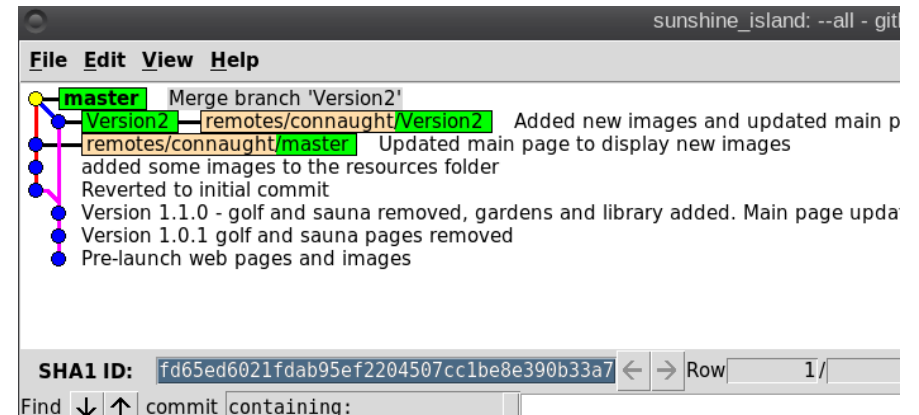 sunshine_island: --all - git
File Edit View Help
master Merge branch 'Version2'
Version2 remotes/connaught/Version2 Added new images and updated main p
remotes/connaught/master Updated main page to display new images
added some images to the resources folder
Reverted to initial commit
Version 1.1.0 - golf and sauna removed, gardens and library added. Main page upda
Version 1.0.1 golf and sauna pages removed
Pre-launch web pages and images
SHA1 ID: fd65ed6021fdab95ef2204507cc1be8e390b33a7 ← → Row 1/
Find ↓ ↑ commit containing: